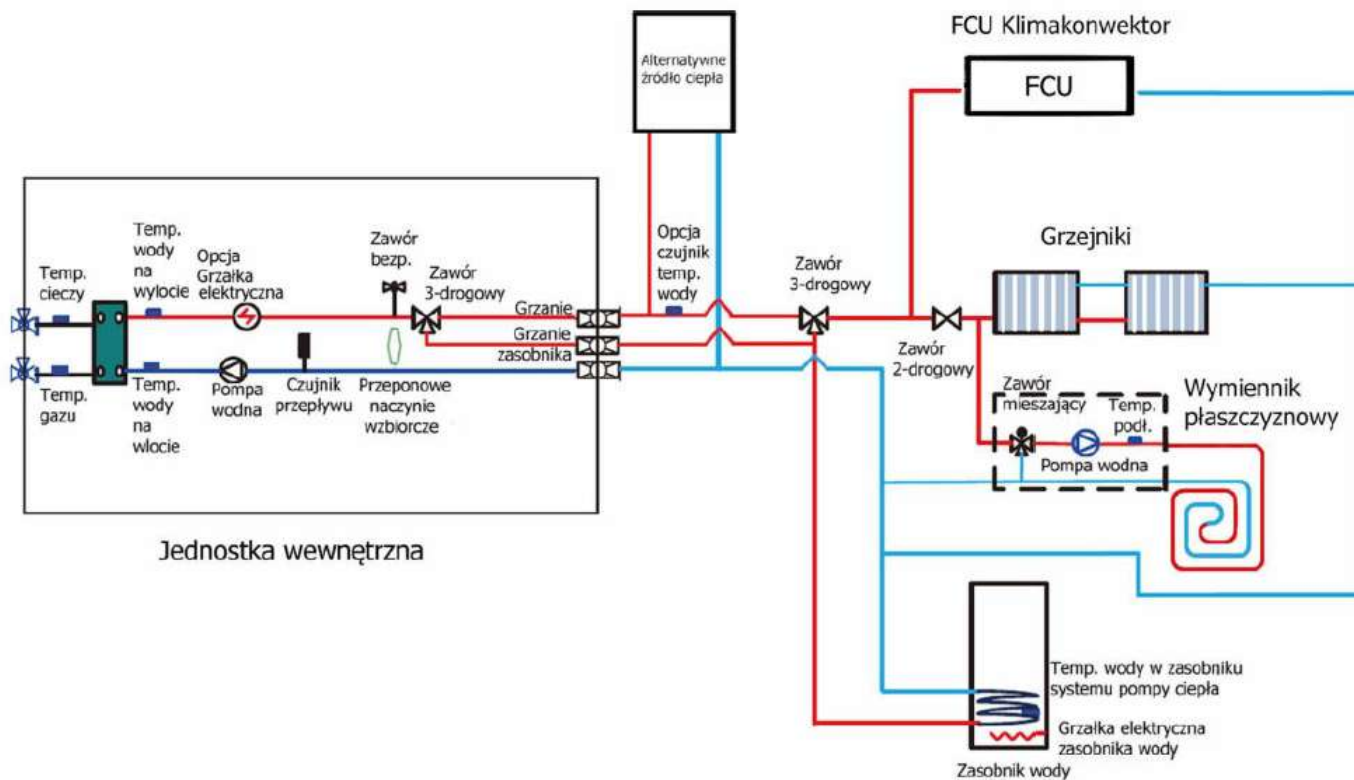 FCU Klimakonwektor
Alternatywne
źródło ciepła
FCU
Temp.
cieczy
Temp.
wody
na
wylocie
Opcja
Grzałka
elektryczna
Zawór
bezp.
Zawór
3-drogowy
Grzanie
Grzanie
zasobnika
Opcja
czujnik
temp.
wody
Zawór
3-drogowy
Grzejniki
Zawór
2-drogowy
Temp.
gazu
Temp.
wody
na
wlocie
Pompa
wodna
Czujnik
przepływu
Przeponowe
naczynie
wzbiorcze
Zawór
mieszający
Temp.
podł.
Pompa wodna
Wymiennik
płaszczyznowy
Jednostka wewnętrzna
Temp. wody w zasobniku
systemu pompy ciepła
Grzałka elektryczna
zasobnika wody
Zasobnik wody